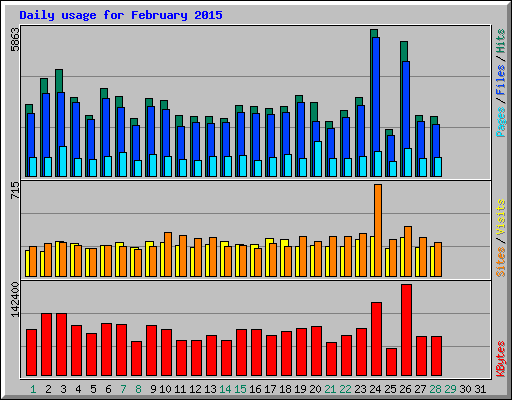 Daily usage for February 2015
5863
Pages/Files/Hits
715
Sites/Visits
142400
KBytes
1 2 3 4 5 6 7 8 9 10 11 12 13 14 15 16 17 18 19 20 21 22 23 24 25 26 27 28 29 30 31